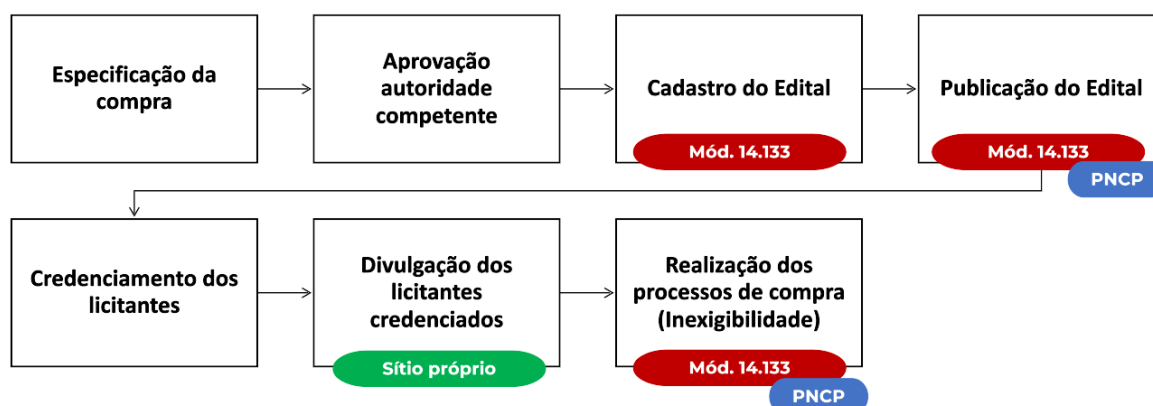 Especificação da
compra
Aprovação
autoridade
competente
Cadastro do Edital
Mód. 14.133
Publicação do Edital
Mód. 14.133
PNCP
Credenciamento dos
licitantes
Divulgação dos
licitantes
credenciados
Sítio próprio
Realização dos
processos de compra
(Inexigibilidade)
Mód. 14.133
PNCP